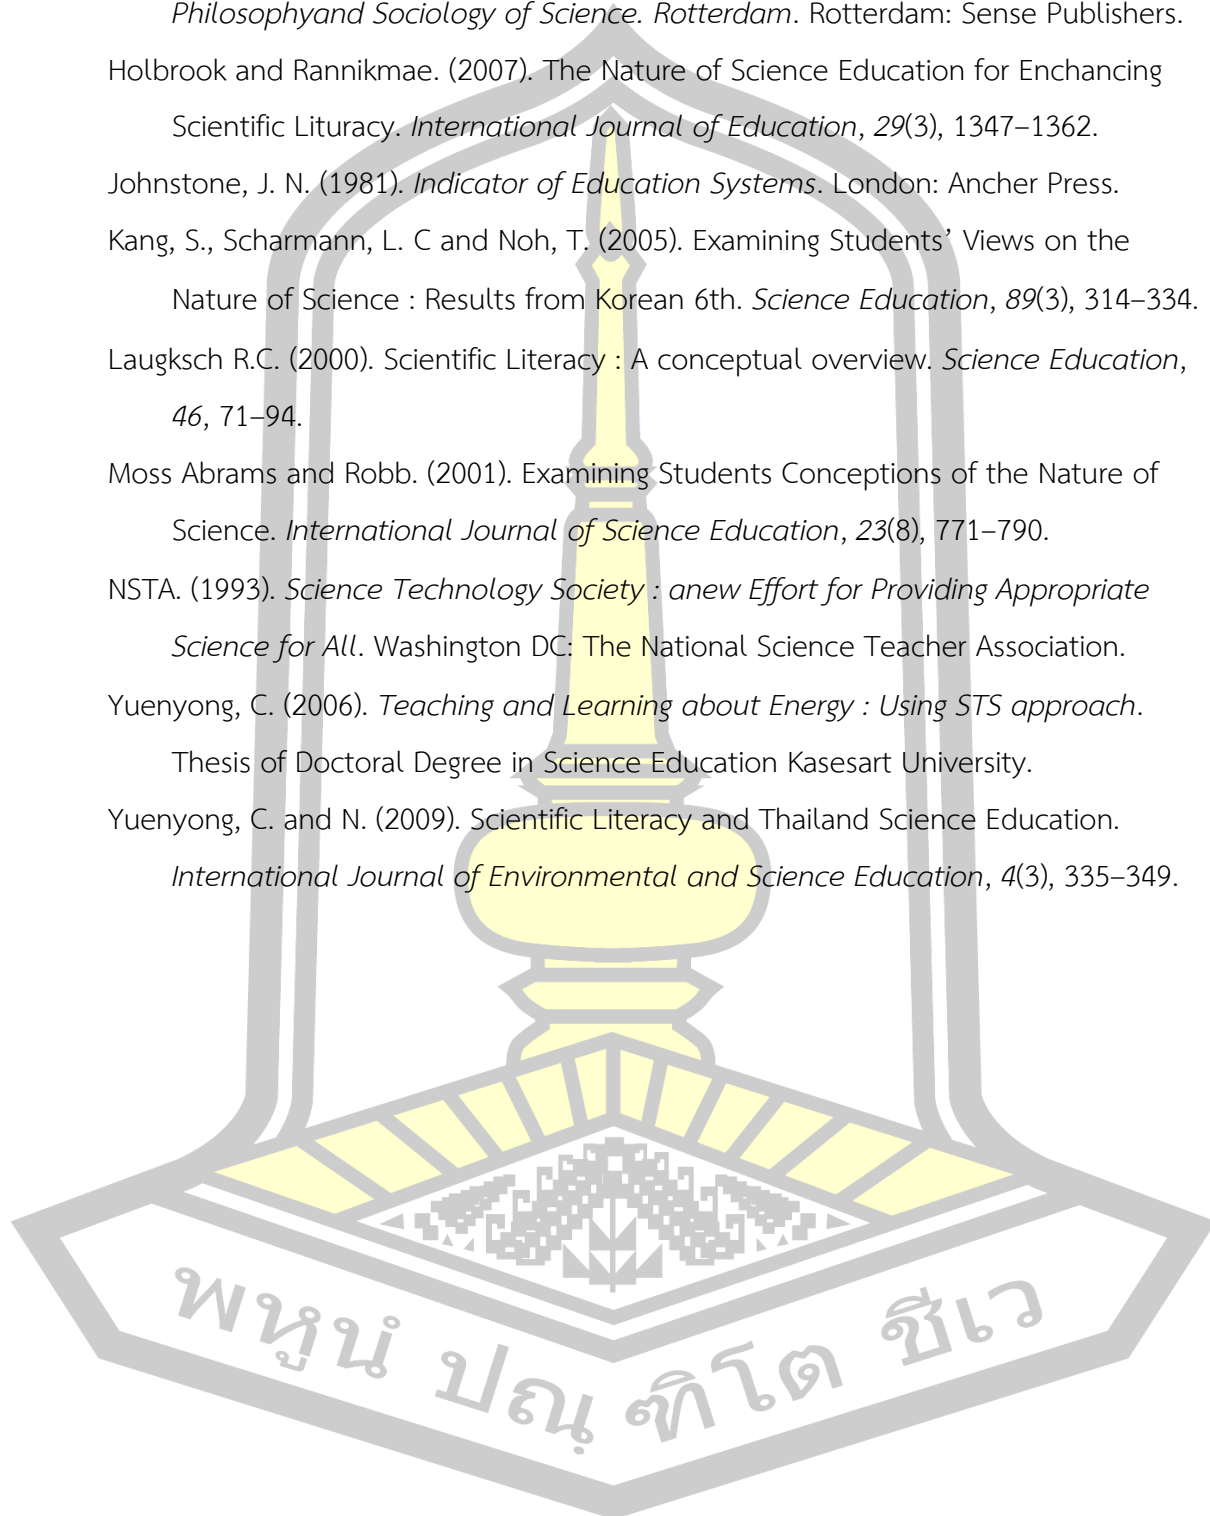 Philosophyand Sociology of Science. Rotterdam. Rotterdam: Sense Publishers.
Holbrook and Rannikmae. (2007). The Nature of Science Education for Enchancing
Scientific Lituracy. International Journal of Education, 29(3), 1347–1362.
Johnstone, J. N. (1981). Indicator of Education Systems. London: Ancher Press.
Kang, S., Scharmann, L. C and Noh, T. (2005). Examining Students’ Views on the
Nature of Science : Results from Korean 6th. Science Education, 89(3), 314–334.
Laugksch R.C. (2000). Scientific Literacy : A conceptual overview. Science Education,
46, 71–94.
Moss Abrams and Robb. (2001). Examining Students Conceptions of the Nature of
Science. International Journal of Science Education, 23(8), 771–790.
NSTA. (1993). Science Technology Society : anew Effort for Providing Appropriate
Science for All. Washington DC: The National Science Teacher Association.
Yuenyong, C. (2006). Teaching and Learning about Energy : Using STS approach.
Thesis of Doctoral Degree in Science Education Kasesart University.
Yuenyong, C. and N. (2009). Scientific Literacy and Thailand Science Education.
International Journal of Environmental and Science Education, 4(3), 335–349.
พหูนํ ปณฺฑิโต ชีเว